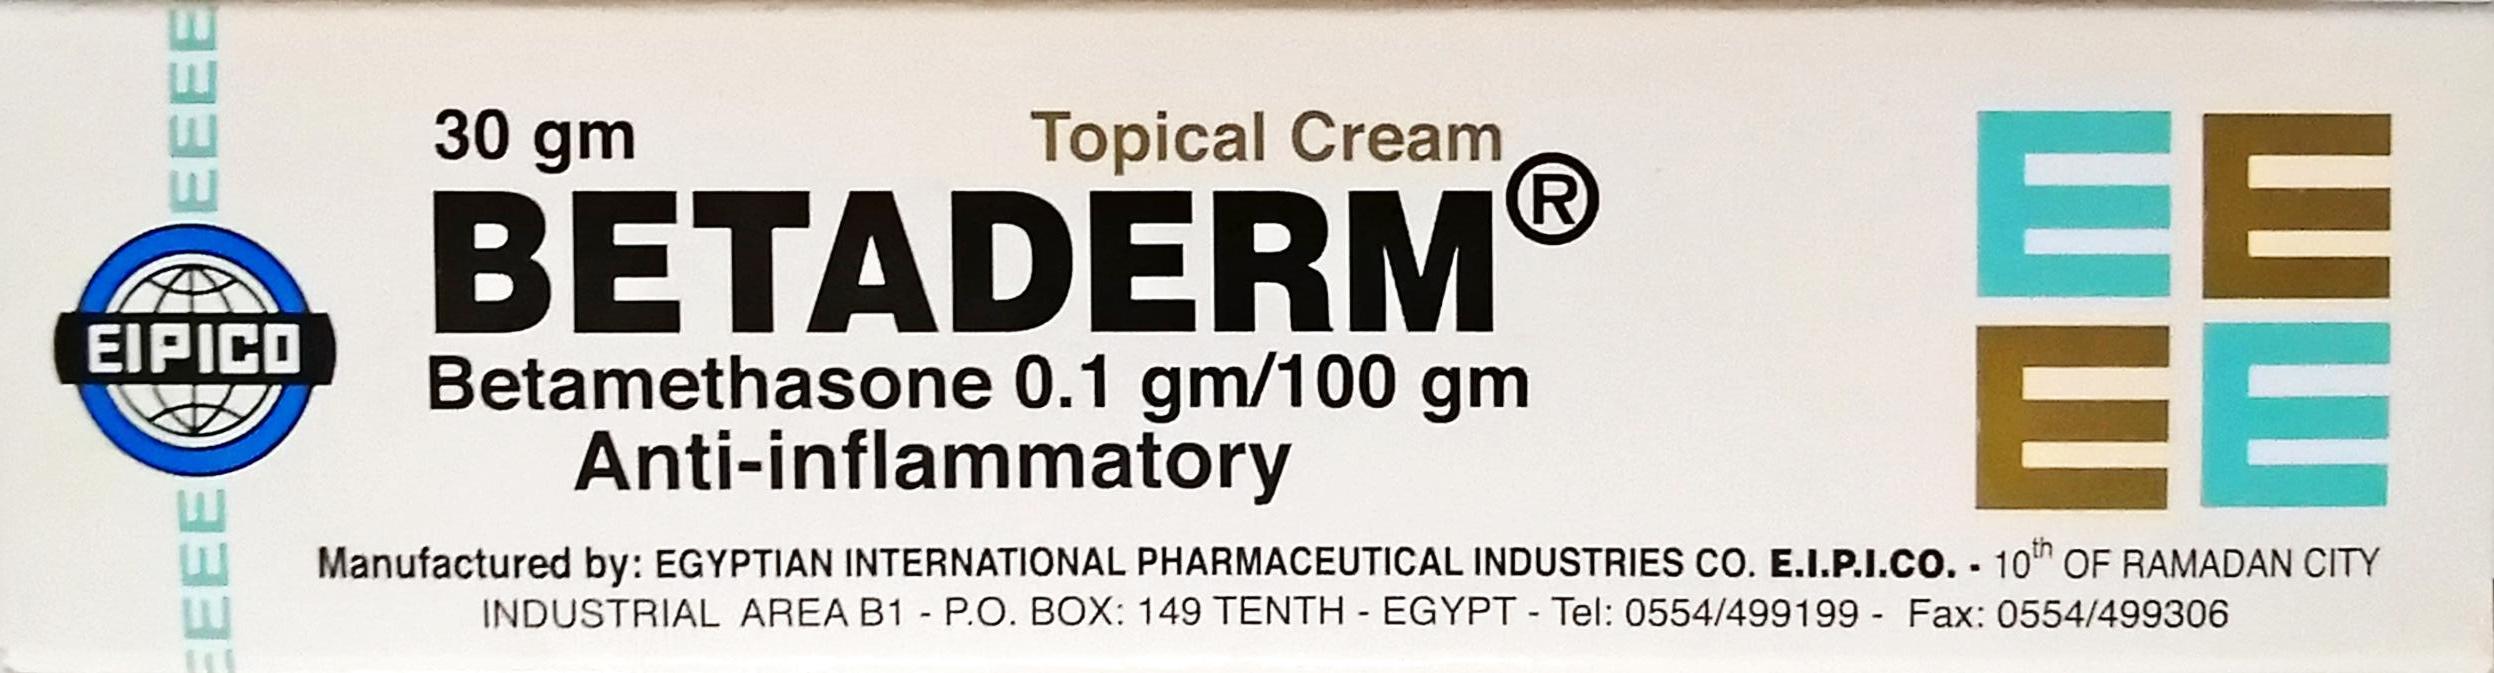 30 gm Topical Cream
BETADERM®
Betamethasone 0.1 gm/100 gm
Anti-inflammatory
EIPICO
Manufactured by: EGYPTIAN INTERNATIONAL PHARMACEUTICAL INDUSTRIES CO. E.I.P.I.CO. - 10th OF RAMADAN CITY
INDUSTRIAL AREA B1 - P.O. BOX: 149 TENTH - EGYPT - Tel: 0554/499199 - Fax: 0554/499306
E E
E E